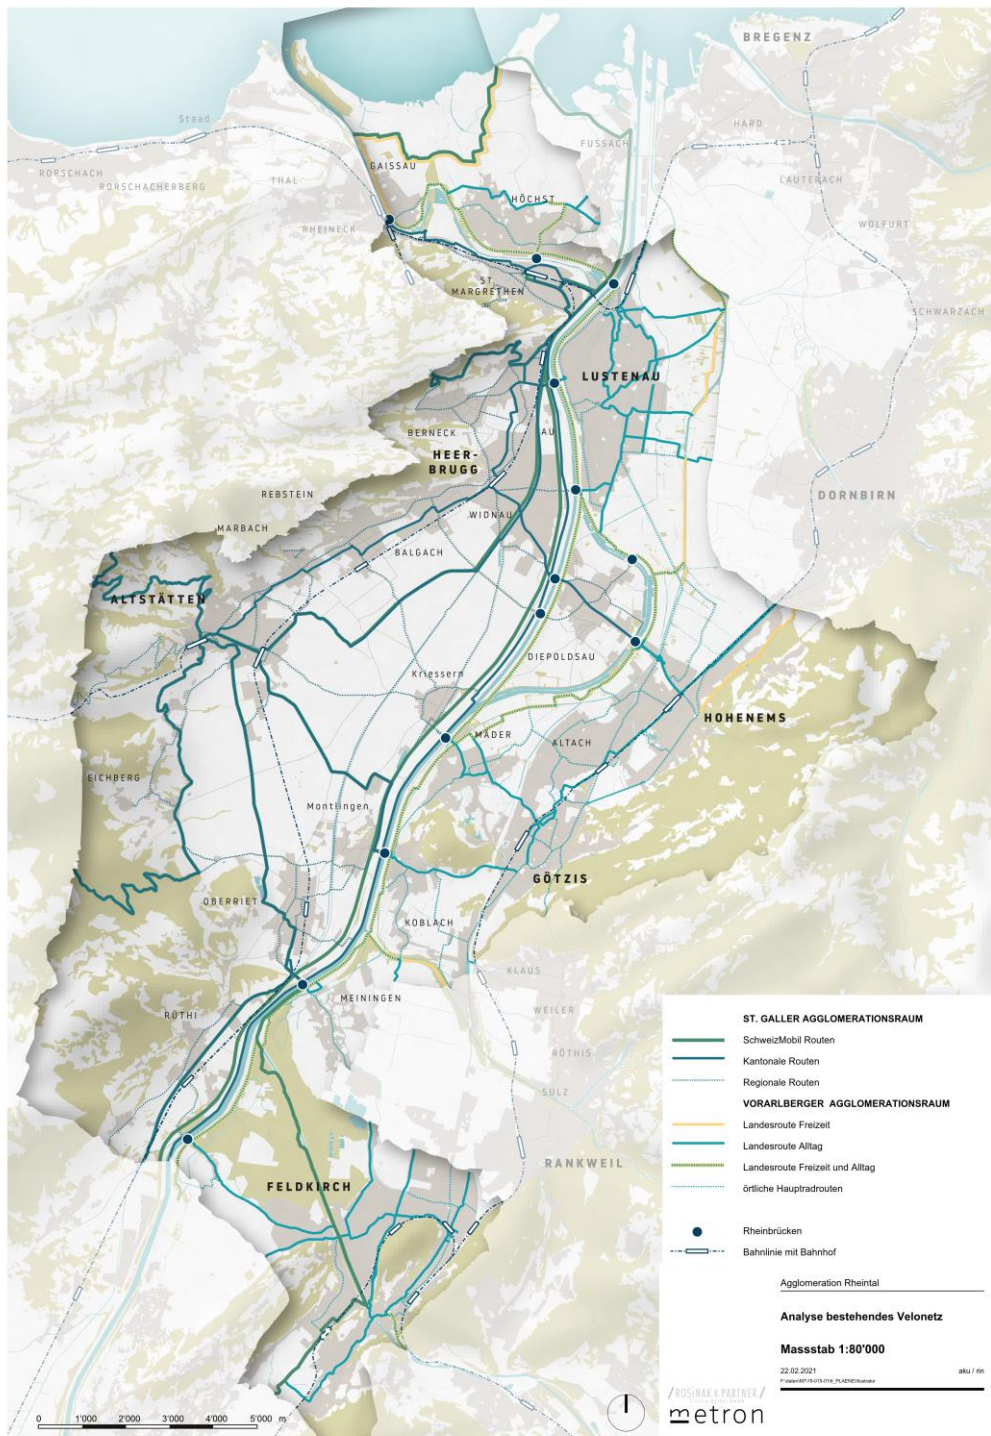 BREGENZ
Staad
HARD
FUSSACH
RORSCHACH
RORSCHACHERBERG
THAL
GAISSAU
LAUTERACH
HÖCHST
WOLFURT
RHEINECK
ST.
MARGRETHEN
SCHWARZACH
LUSTENAU
BERNECK
AU
HEER-
BRUGG
REBSTEIN
DORNBIRN
WIDNAU
MARBACH
BALGACH
ALTSTÄTTEN
DIEPOLDSAU
Kriessern
HOHENEMS
MÄDER
ALTACH
EICHBERG
Montlingen
GÖTZIS
OBERRIET
KOBLACH
KLAUS
MEININGEN
WEILER
RÜTHI
RÖTHIS
SULZ
RANKWEIL
FELDKIRCH
ST. GALLER AGGLOMERATIONSRAUM
SchweizMobil Routen
Kantonale Routen
Regionale Routen
VORARLBERGER AGGLOMERATIONSRAUM
Landesroute Freizeit
Landesroute Alltag
Landesroute Freizeit und Alltag
örtliche Hauptradrouten
Rheinbrücken
Bahnlinie mit Bahnhof
Agglomeration Rheintal
Analyse bestehendes Velonetz
Massstab 1:80'000
22.02.2021 aku / rin
/ROSINAK & PARTNER/
metron
0 1'000 2'000 3'000 4'000 5'000 m